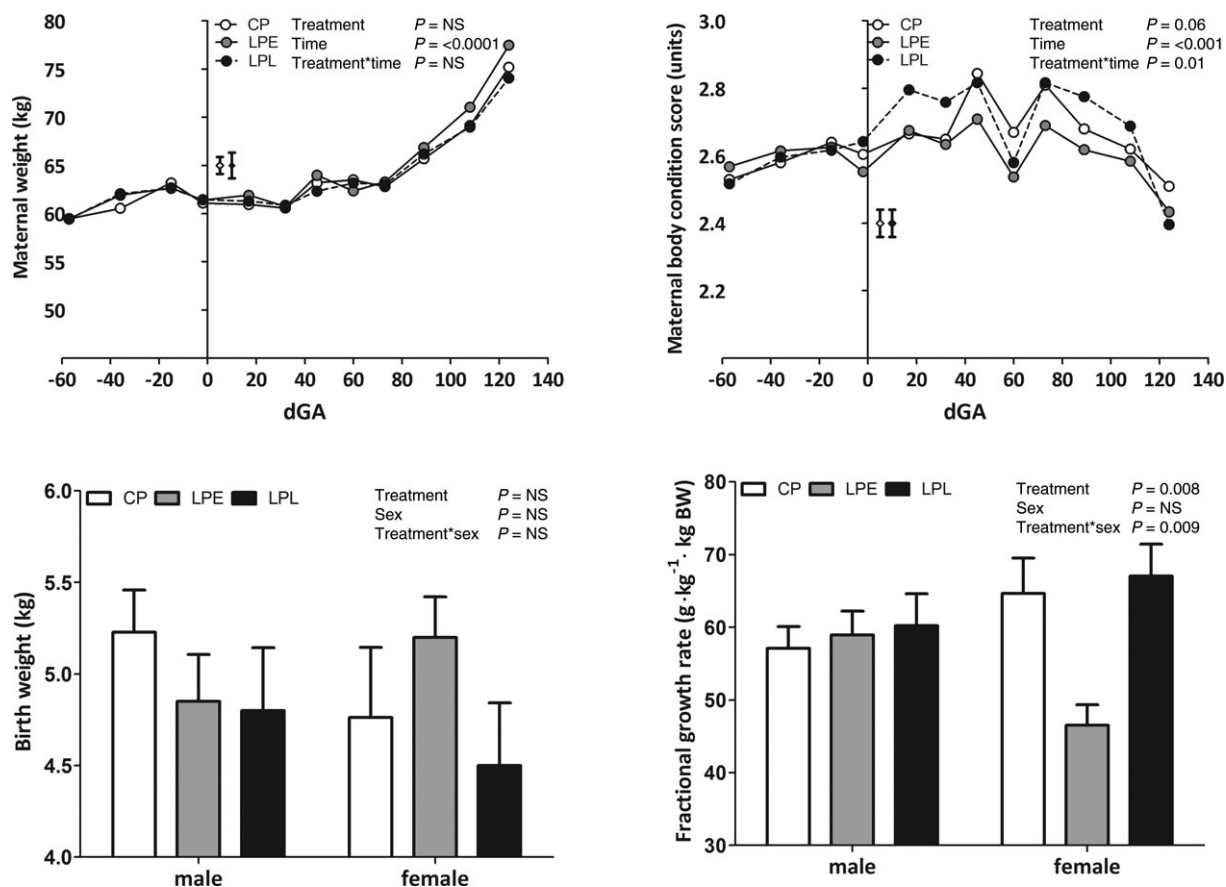 80
75
70
65
60
55
50
Maternal weight (kg)
CP Treatment P = NS
LPE Time P = <0.0001
LPL Treatment*time P = NS
-60 -40 -20 0 20 40 60 80 100 120 140
dGA
3.0
2.8
2.6
2.4
2.2
Maternal body condition score (units)
CP Treatment P = 0.06
LPE Time P = <0.001
LPL Treatment*time P = 0.01
-60 -40 -20 0 20 40 60 80 100 120 140
dGA
6.0
5.5
5.0
4.5
4.0
Birth weight (kg)
CP LPE LPL
Treatment P = NS
Sex P = NS
Treatment*sex P = NS
male female
80
70
60
50
40
30
Fractional growth rate (g·kg⁻¹· kg BW)
CP LPE LPL
Treatment P = 0.008
Sex P = NS
Treatment*sex P = 0.009
male female